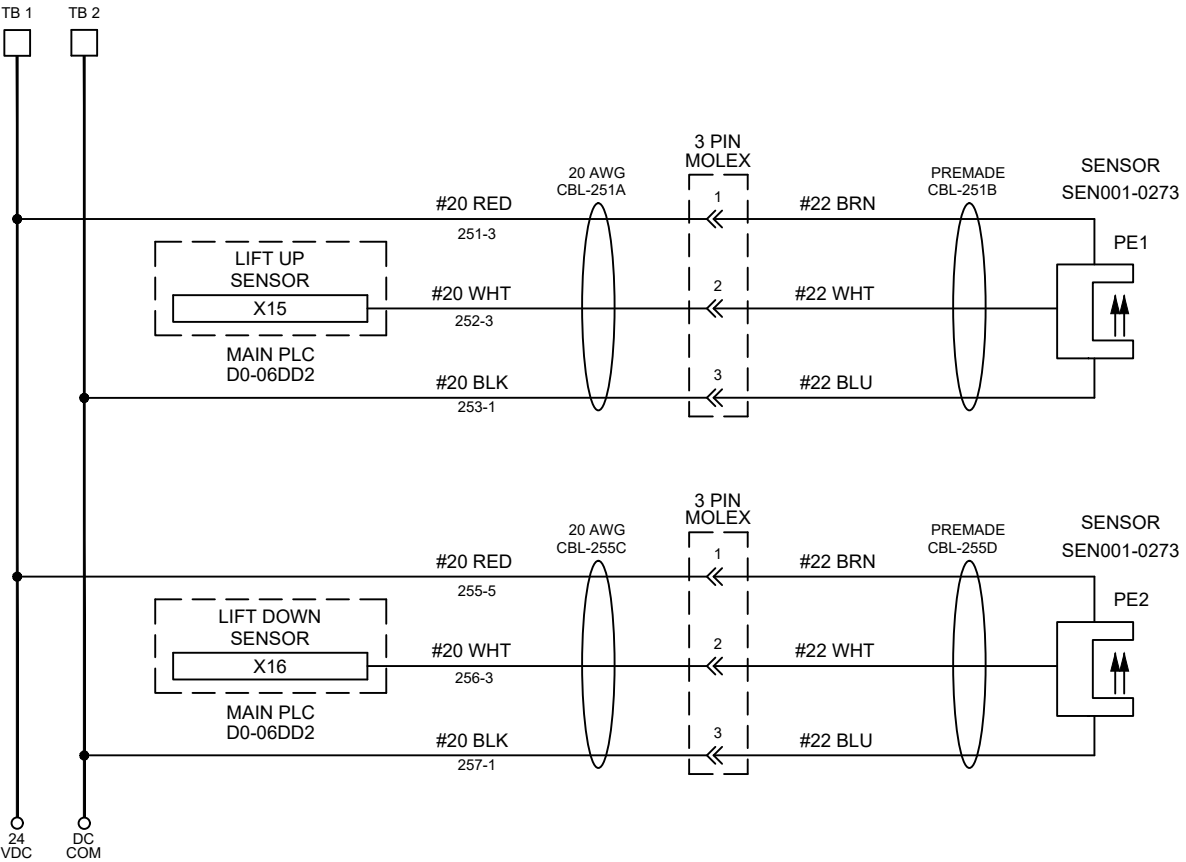 TB 1
TB 2
3 PIN
MOLEX
20 AWG
CBL-251A
PREMADE
CBL-251B
SENSOR
SEN001-0273
#20 RED
251-3
1
#22 BRN
PE1
LIFT UP
SENSOR
X15
#20 WHT
252-3
2
#22 WHT
MAIN PLC
D0-06DD2
#20 BLK
253-1
3
#22 BLU
3 PIN
MOLEX
20 AWG
CBL-255C
PREMADE
CBL-255D
SENSOR
SEN001-0273
#20 RED
255-5
1
#22 BRN
PE2
LIFT DOWN
SENSOR
X16
#20 WHT
256-3
2
#22 WHT
MAIN PLC
D0-06DD2
#20 BLK
257-1
3
#22 BLU
24
VDC
DC
COM